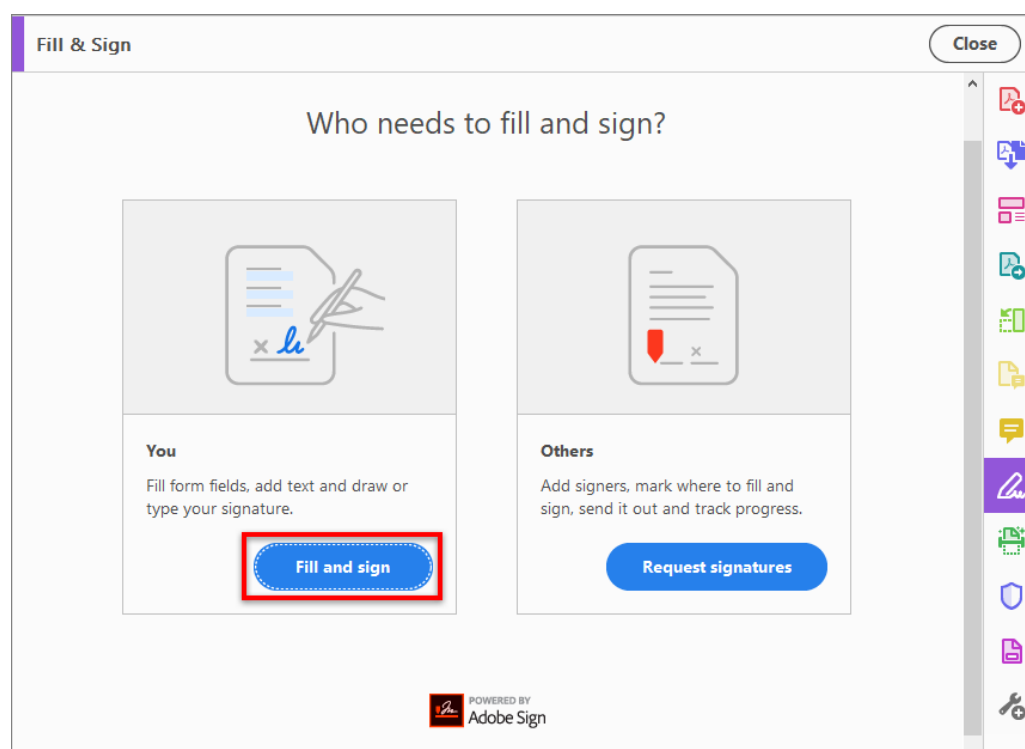 Fill & Sign
Close
Who needs to fill and sign?
You
Fill form fields, add text and draw or
type your signature.
Fill and sign
Others
Add signers, mark where to fill and
sign, send it out and track progress.
Request signatures
POWERED BY
Adobe Sign